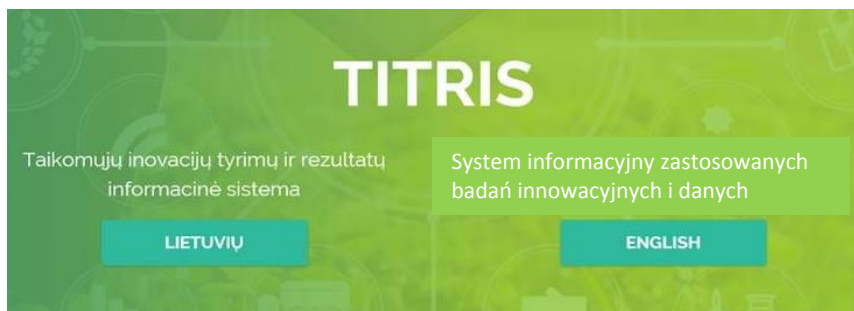 TITRIS
Taikomųjų inovacijų tyrimų ir rezultatų
informacinė sistema
System informacyjny zastosowanych
badań innowacyjnych i danych
LIETUVIŲ
ENGLISH